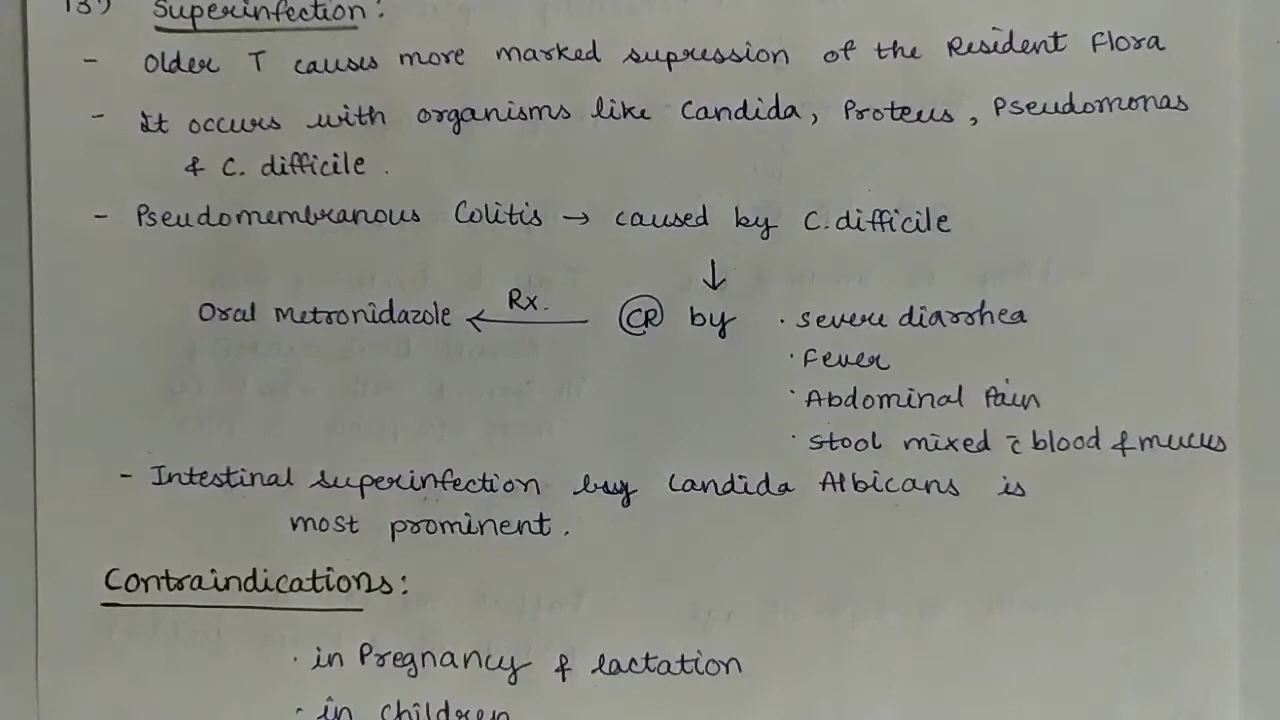 13.) Superinfection:
- Older T causes more marked supression of the Resident Flora
- It occurs with organisms like Candida, Proteus, Pseudomonas
& C. difficile.
- Pseudomembranous Colitis → caused by C. difficile
↓
Oral Metronidazole ← Rx. CR by · severe diarrhea
· Fever
· Abdominal Pain
· Stool mixed c̄ blood & mucus
- Intestinal superinfection by Candida Albicans is
most prominent.
Contraindications:
· in Pregnancy & lactation
· in children